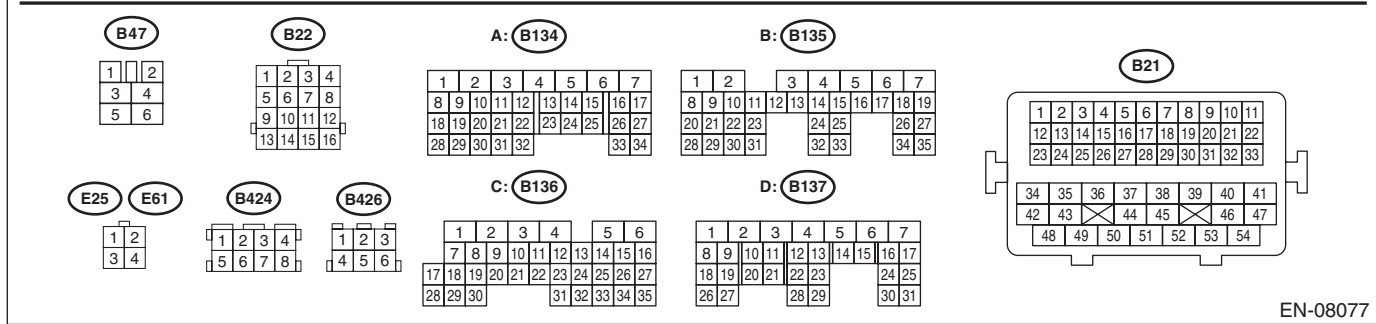 B47
1 2
3 4
5 6
B22
1 2 3 4
5 6 7 8
9 10 11 12
13 14 15 16
A: B134
1 2 3 4 5 6 7
8 9 10 11 12 13 14 15 16 17
18 19 20 21 22 23 24 25 26 27
28 29 30 31 32 33 34
B: B135
1 2 3 4 5 6 7
8 9 10 11 12 13 14 15 16 17 18 19
20 21 22 23 24 25 26 27
28 29 30 31 32 33 34 35
B21
1 2 3 4 5 6 7 8 9 10 11
12 13 14 15 16 17 18 19 20 21 22
23 24 25 26 27 28 29 30 31 32 33
34 35 36 37 38 39 40 41
42 43 44 45 46 47
48 49 50 51 52 53 54
E25 E61
1 2
3 4
B424
1 2 3 4
5 6 7 8
B426
1 2 3
4 5 6
C: B136
1 2 3 4 5 6
7 8 9 10 11 12 13 14 15 16
17 18 19 20 21 22 23 24 25 26 27
28 29 30 31 32 33 34 35
D: B137
1 2 3 4 5 6 7
8 9 10 11 12 13 14 15 16 17
18 19 20 21 22 23 24 25
26 27 28 29 30 31
EN-08077